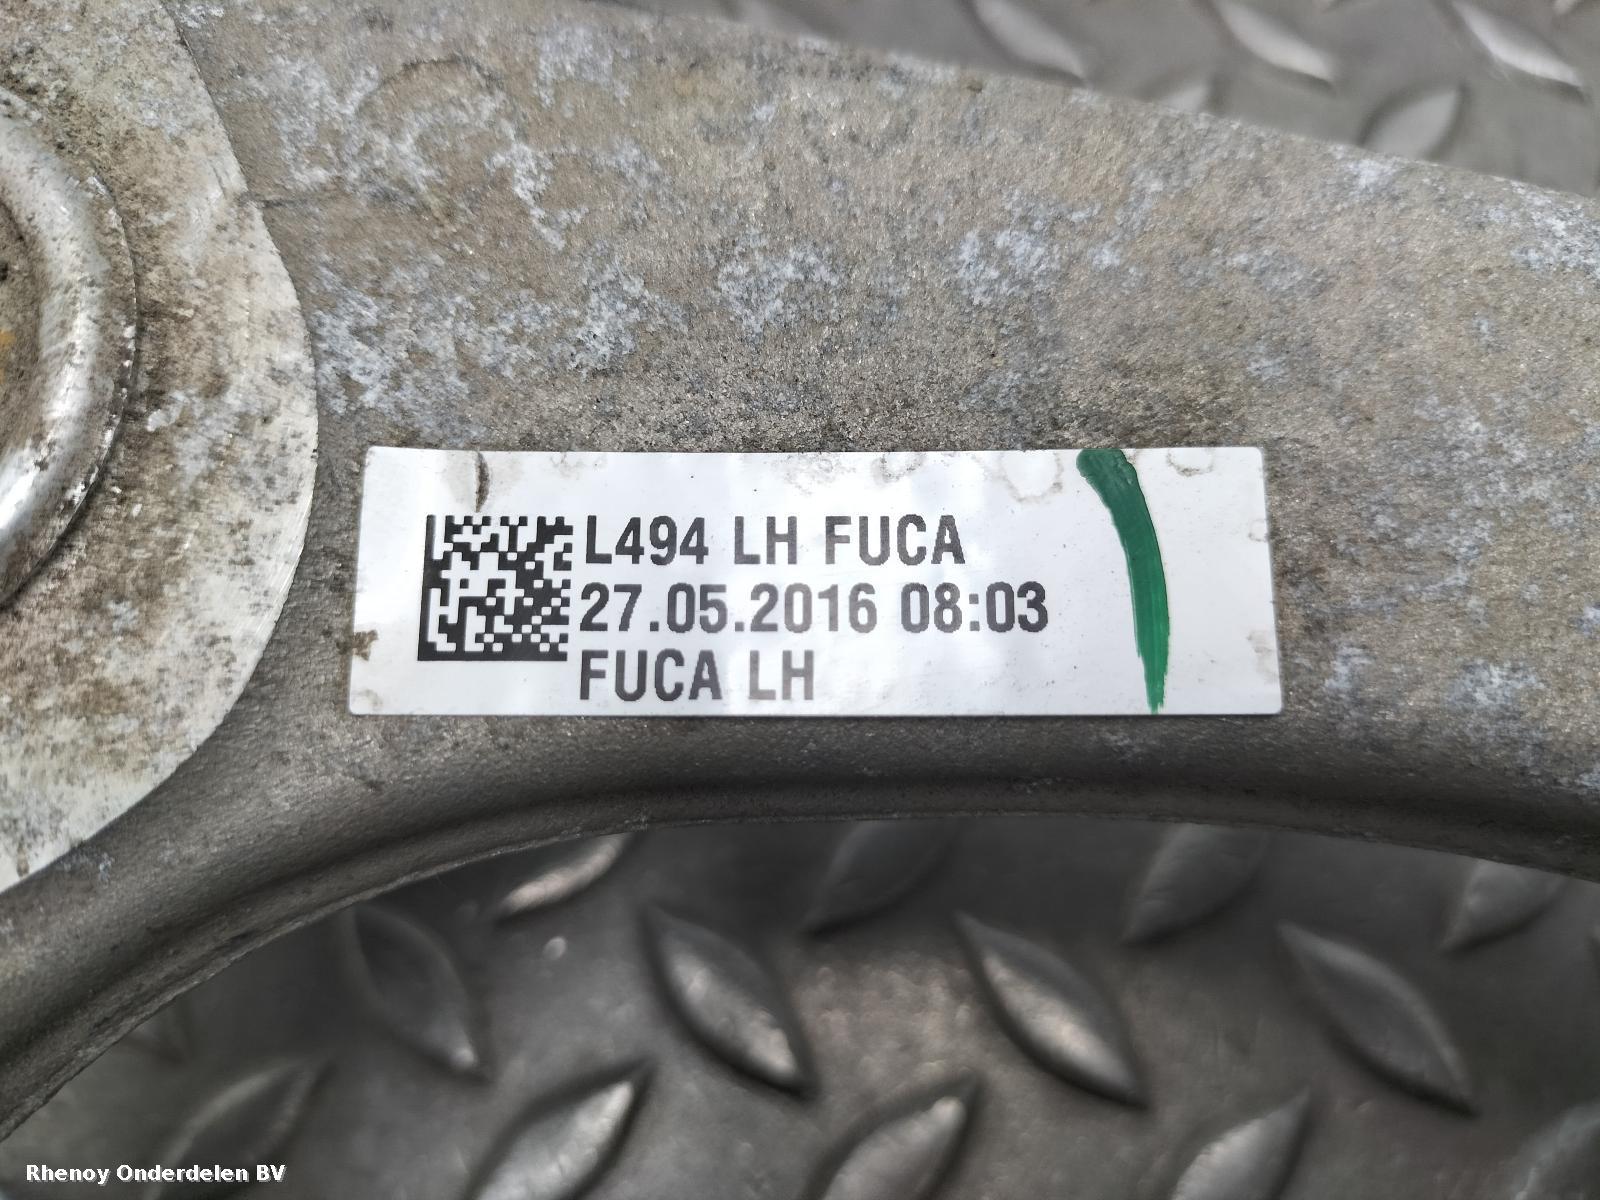 L494 LH FUCA
27.05.2016 08:03
FUCA LH
Rhenoy Onderdelen BV